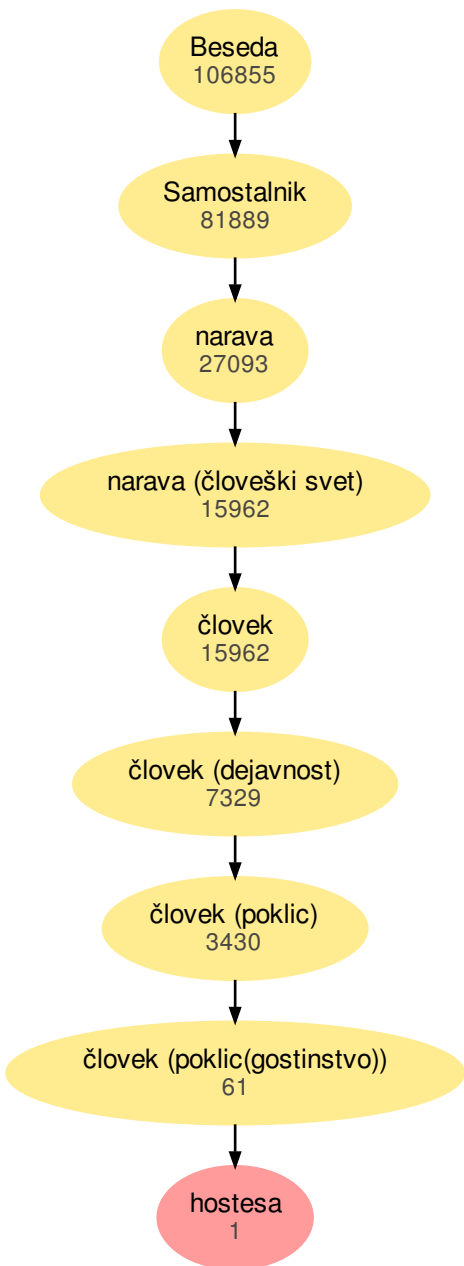 Beseda
106855
Samostalnik
81889
narava
27093
narava (človeški svet)
15962
človek
15962
človek (dejavnost)
7329
človek (poklic)
3430
človek (poklic(gostinstvo))
61
hostesa
1